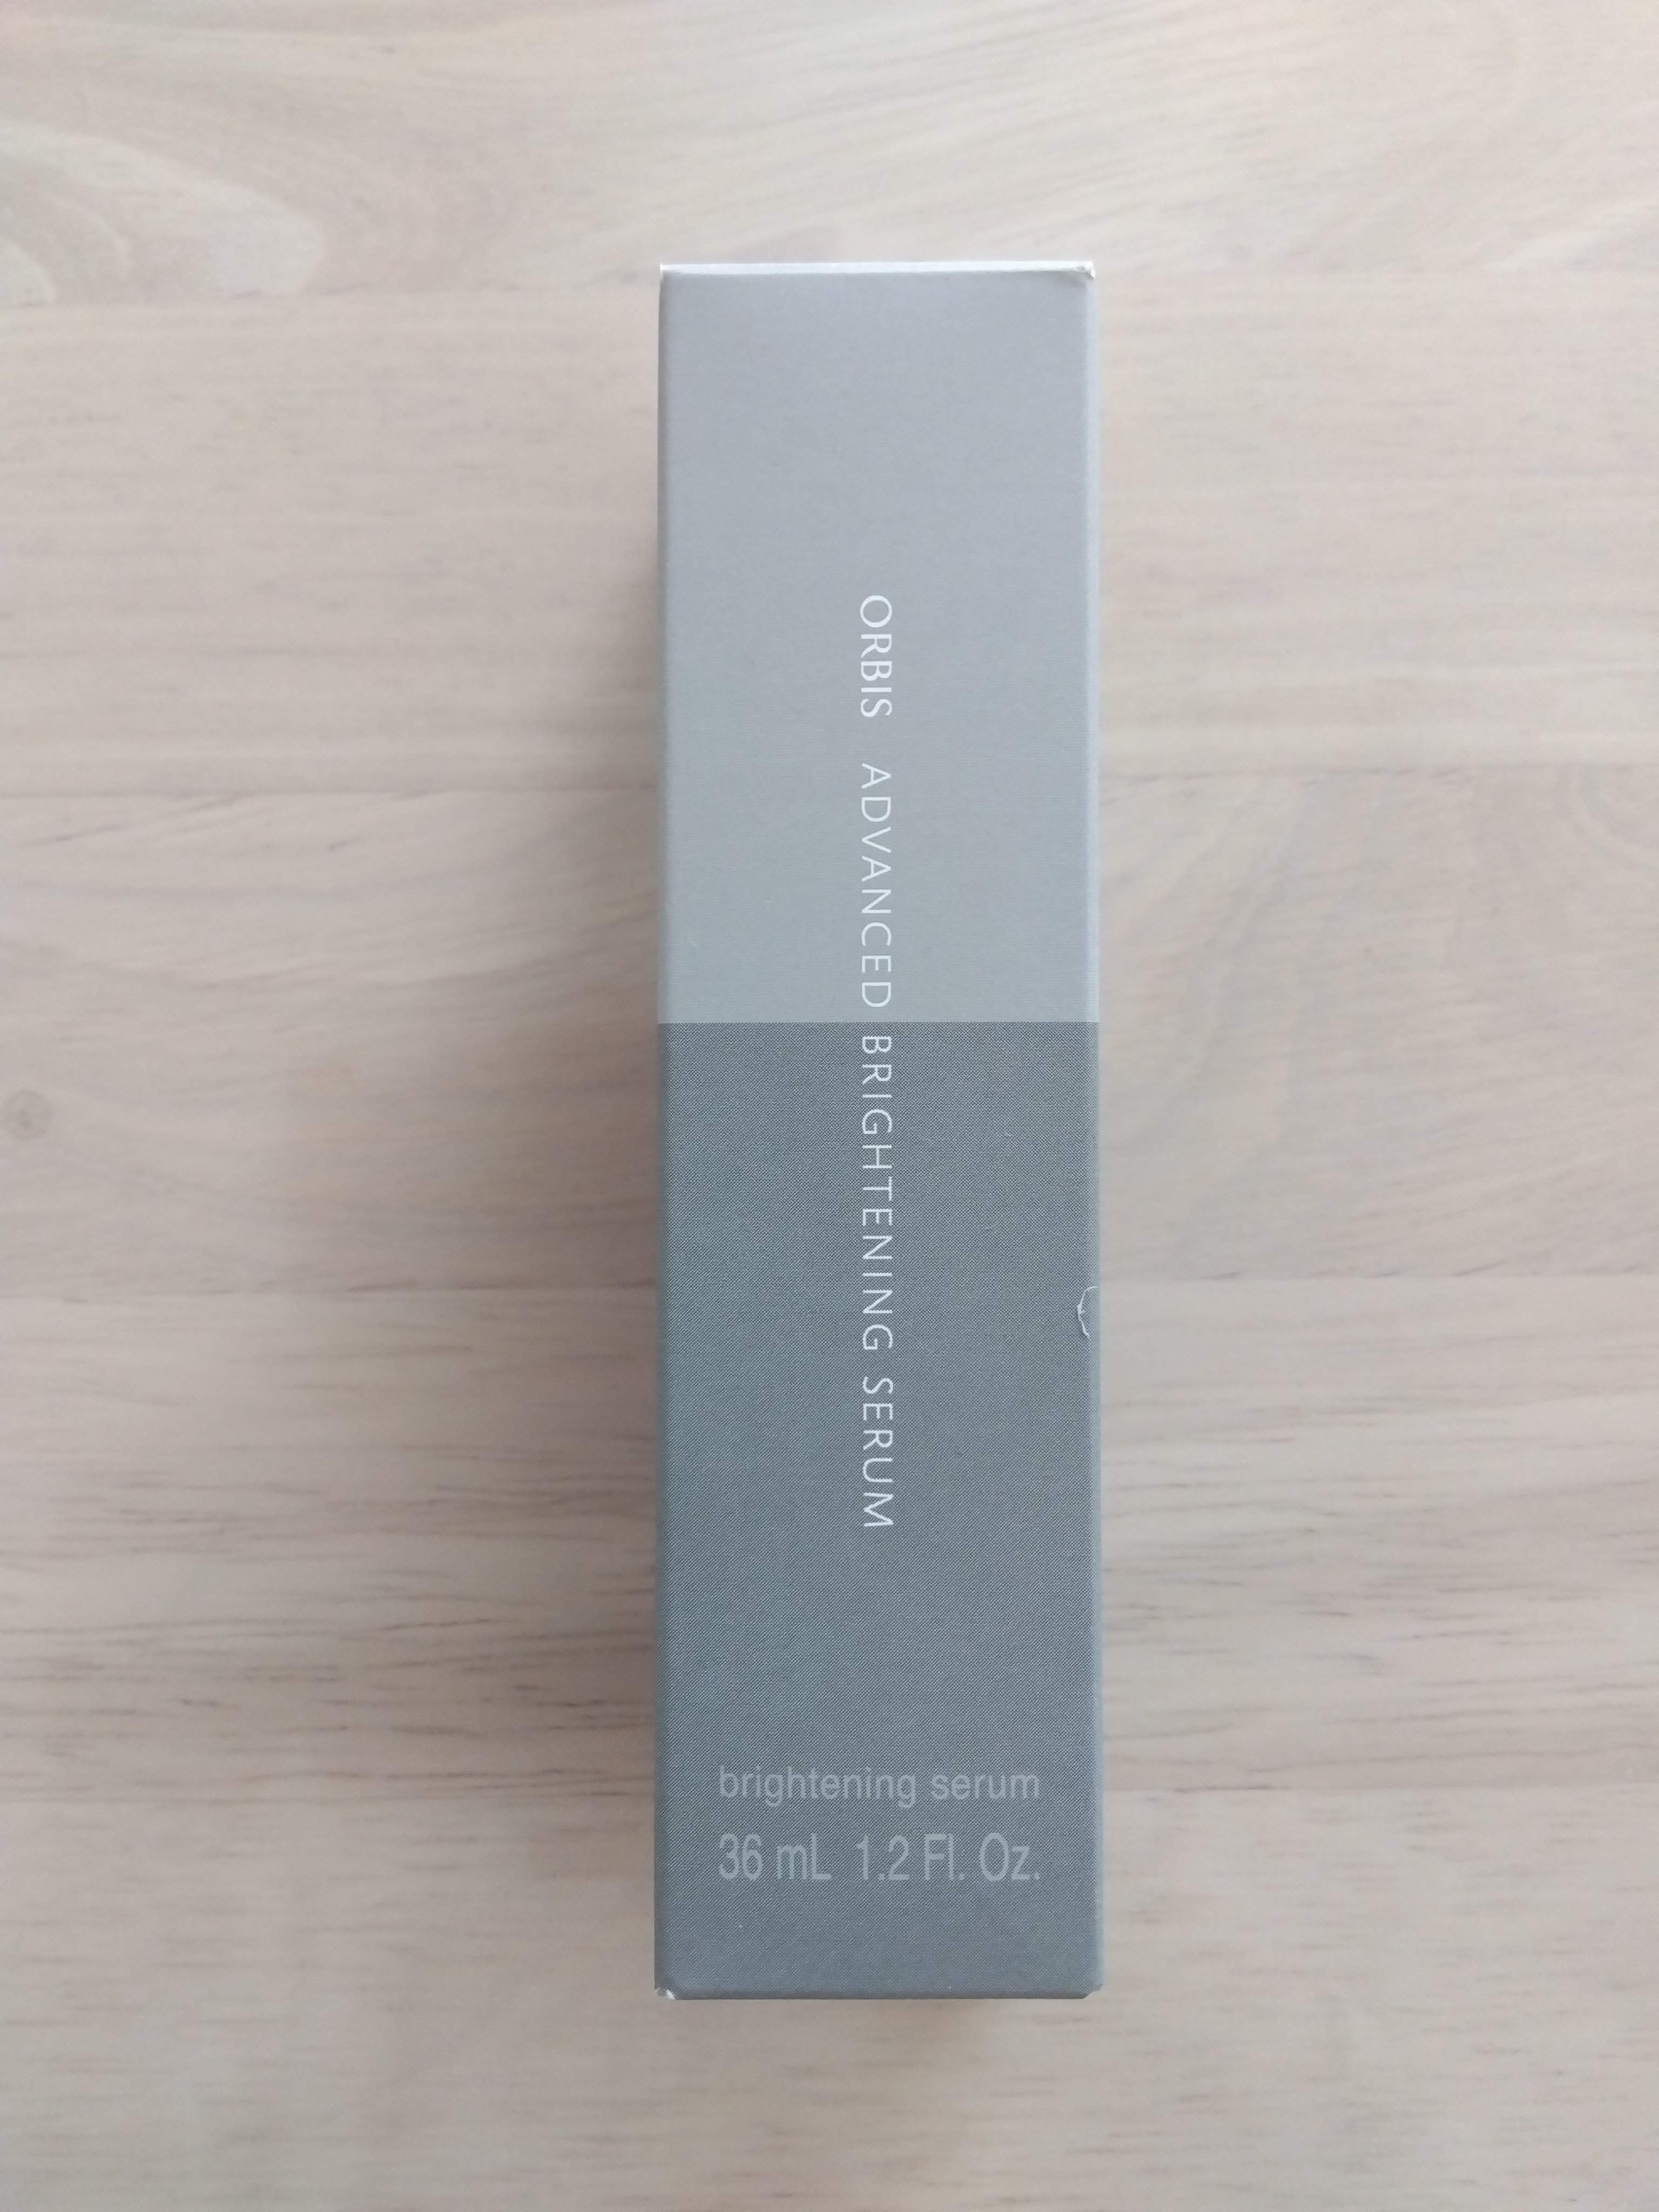 ORBIS ADVANCED BRIGHTENING SERUM
brightening serum
36 mL 1.2 Fl. Oz.